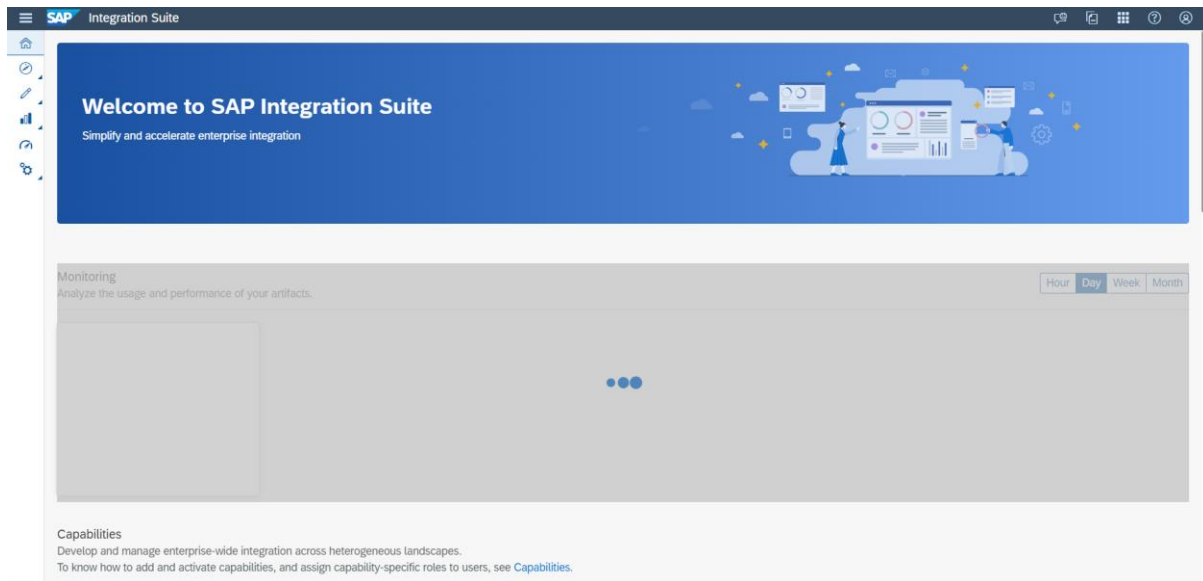 SAP Integration Suite
Welcome to SAP Integration Suite
Simplify and accelerate enterprise integration
Monitoring
Analyze the usage and performance of your artifacts.
Hour Day Week Month
Capabilities
Develop and manage enterprise-wide integration across heterogeneous landscapes.
To know how to add and activate capabilities, and assign capability-specific roles to users, see Capabilities.